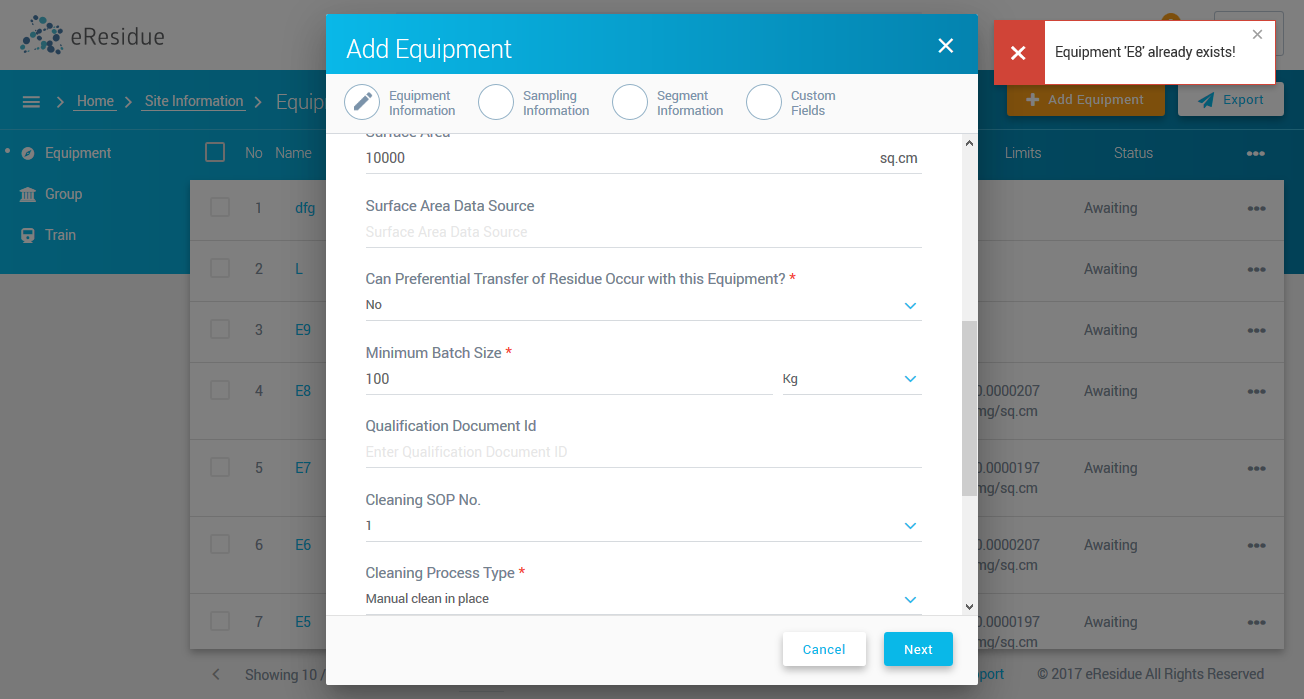 eResidue
Add Equipment
Equipment 'E8' already exists!
Home
Site Information
Equip
Add Equipment
Export
Equipment
Information
Sampling
Information
Segment
Information
Custom
Fields
Equipment
Group
Train
No
Name
Limits
Status
Surface Area
10000
sq.cm
Surface Area Data Source
Surface Area Data Source
Can Preferential Transfer of Residue Occur with this Equipment? *
No
Minimum Batch Size *
100
Kg
Qualification Document Id
Enter Qualification Document ID
Cleaning SOP No.
1
Cleaning Process Type *
Manual clean in place
Cancel
Next
1 dfg Awaiting
2 L Awaiting
3 E9 Awaiting
4 E8 0.0000207 Awaiting
mg/sq.cm
5 E7 0.0000197 Awaiting
mg/sq.cm
6 E6 0.0000207 Awaiting
mg/sq.cm
7 E5 0.0000197 Awaiting
mg/sq.cm
Showing 10 /
port
© 2017 eResidue All Rights Reserved